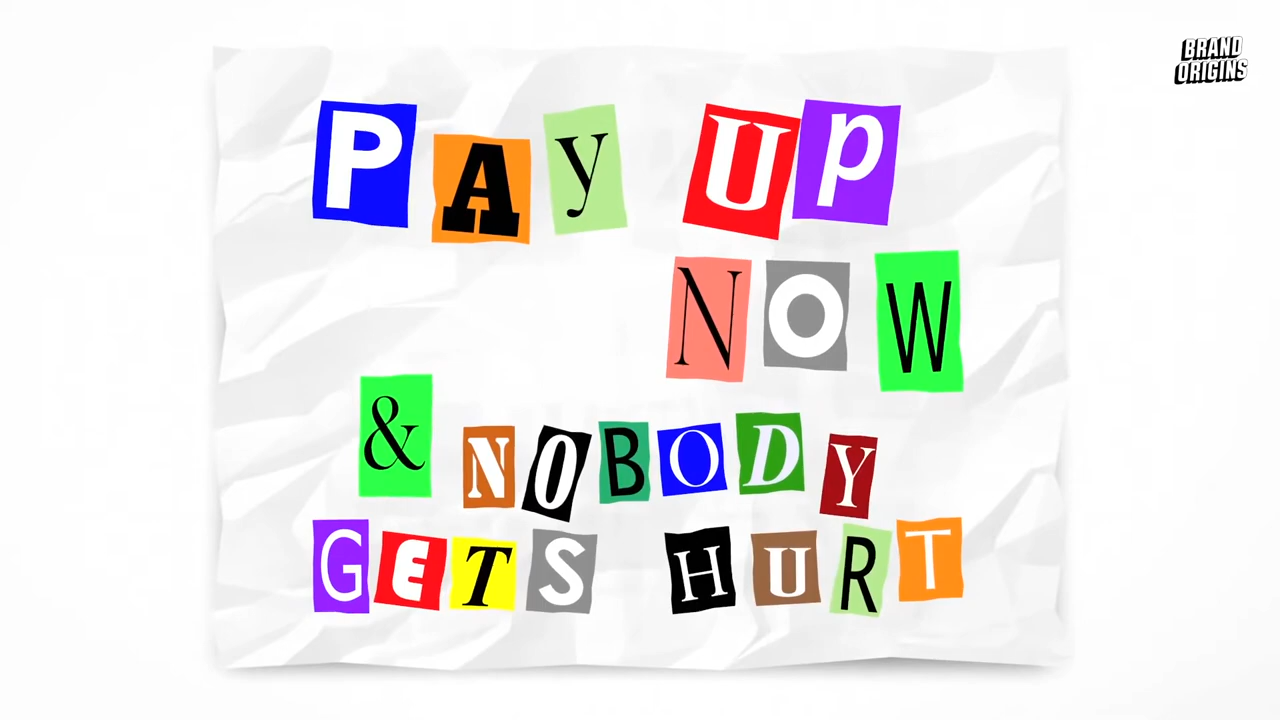 BRAND
ORIGINS
PAy UP
NOW
& NOBODY
GETS HURT